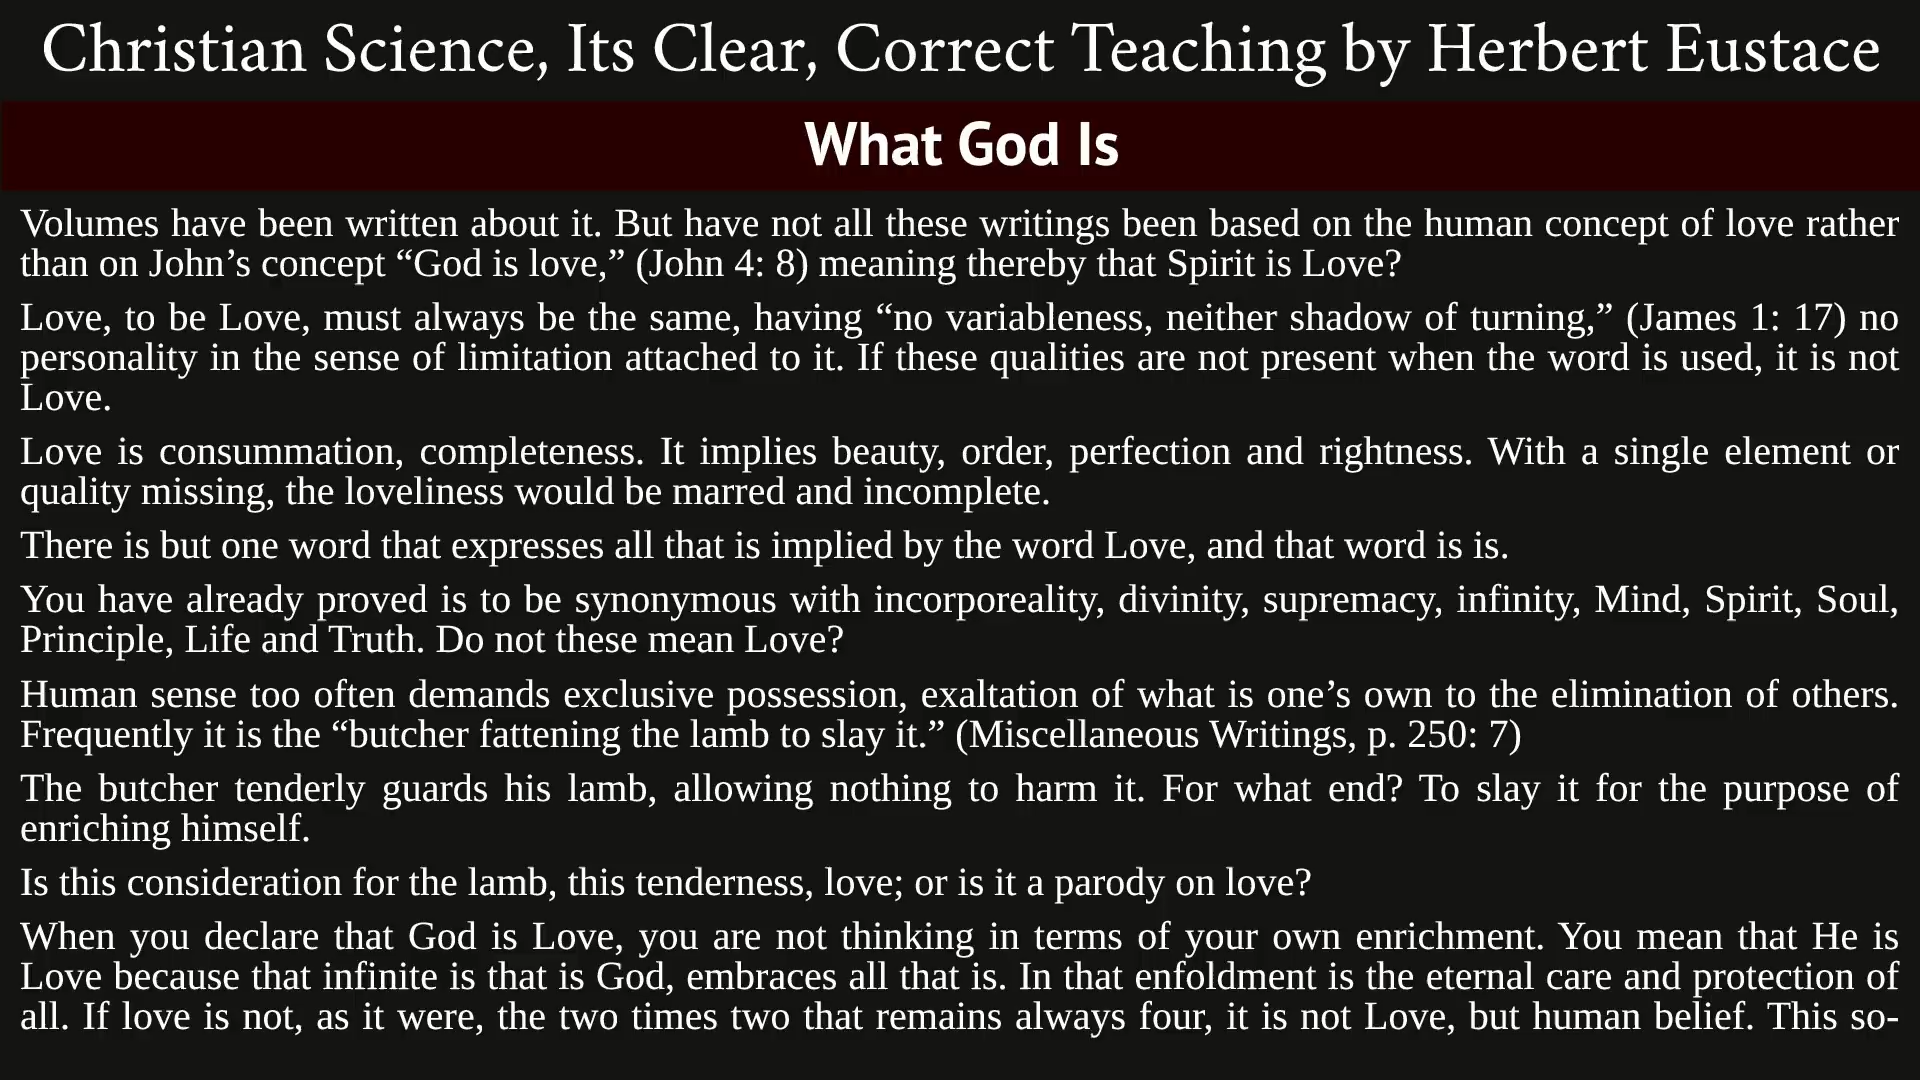 Christian Science, Its Clear, Correct Teaching by Herbert Eustace
What God Is
Volumes have been written about it. But have not all these writings been based on the human concept of love rather
than on John’s concept “God is love,” (John 4: 8) meaning thereby that Spirit is Love?
Love, to be Love, must always be the same, having “no variableness, neither shadow of turning,” (James 1: 17) no
personality in the sense of limitation attached to it. If these qualities are not present when the word is used, it is not
Love.
Love is consummation, completeness. It implies beauty, order, perfection and rightness. With a single element or
quality missing, the loveliness would be marred and incomplete.
There is but one word that expresses all that is implied by the word Love, and that word is is.
You have already proved is to be synonymous with incorporeality, divinity, supremacy, infinity, Mind, Spirit, Soul,
Principle, Life and Truth. Do not these mean Love?
Human sense too often demands exclusive possession, exaltation of what is one’s own to the elimination of others.
Frequently it is the “butcher fattening the lamb to slay it.” (Miscellaneous Writings, p. 250: 7)
The butcher tenderly guards his lamb, allowing nothing to harm it. For what end? To slay it for the purpose of
enriching himself.
Is this consideration for the lamb, this tenderness, love; or is it a parody on love?
When you declare that God is Love, you are not thinking in terms of your own enrichment. You mean that He is
Love because that infinite is that is God, embraces all that is. In that enfoldment is the eternal care and protection of
all. If love is not, as it were, the two times two that remains always four, it is not Love, but human belief. This so-